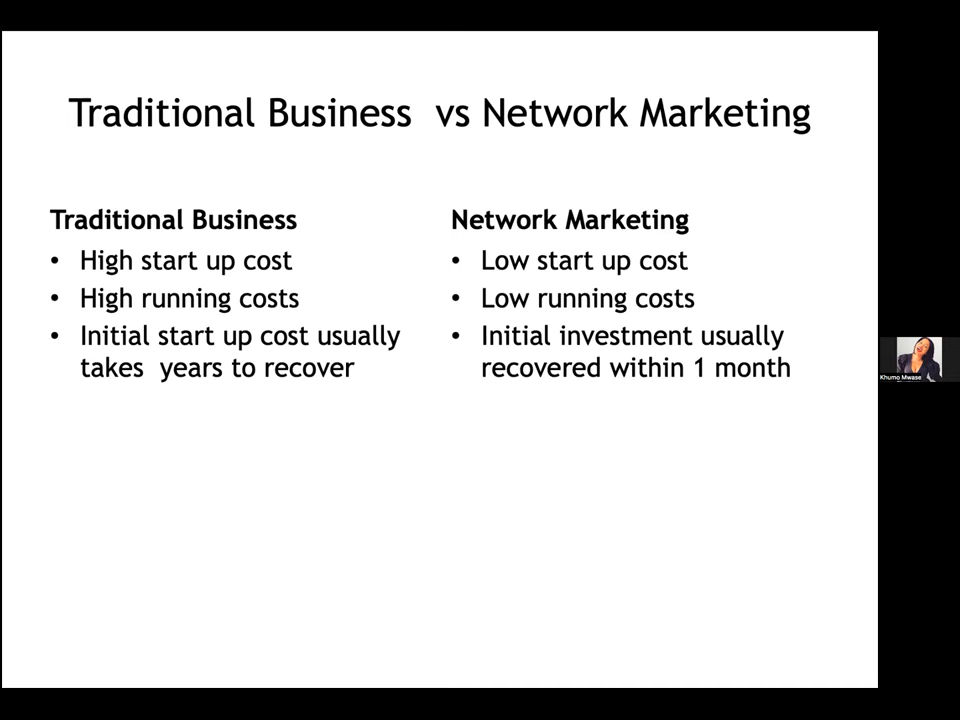 Traditional Business  vs Network Marketing
Traditional Business
• High start up cost
• High running costs
• Initial start up cost usually
takes  years to recover
Network Marketing
• Low start up cost
• Low running costs
• Initial investment usually
recovered within 1 month
Khumo Mwase